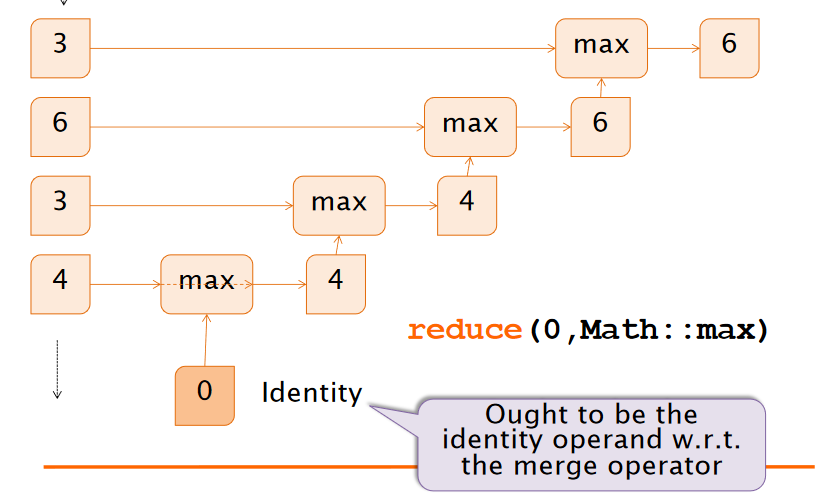 3 max 6
6 max 6
3 max 4
4 max 4
reduce(0,Math::max)
0 Identity
Ought to be the
identity operand w.r.t.
the merge operator